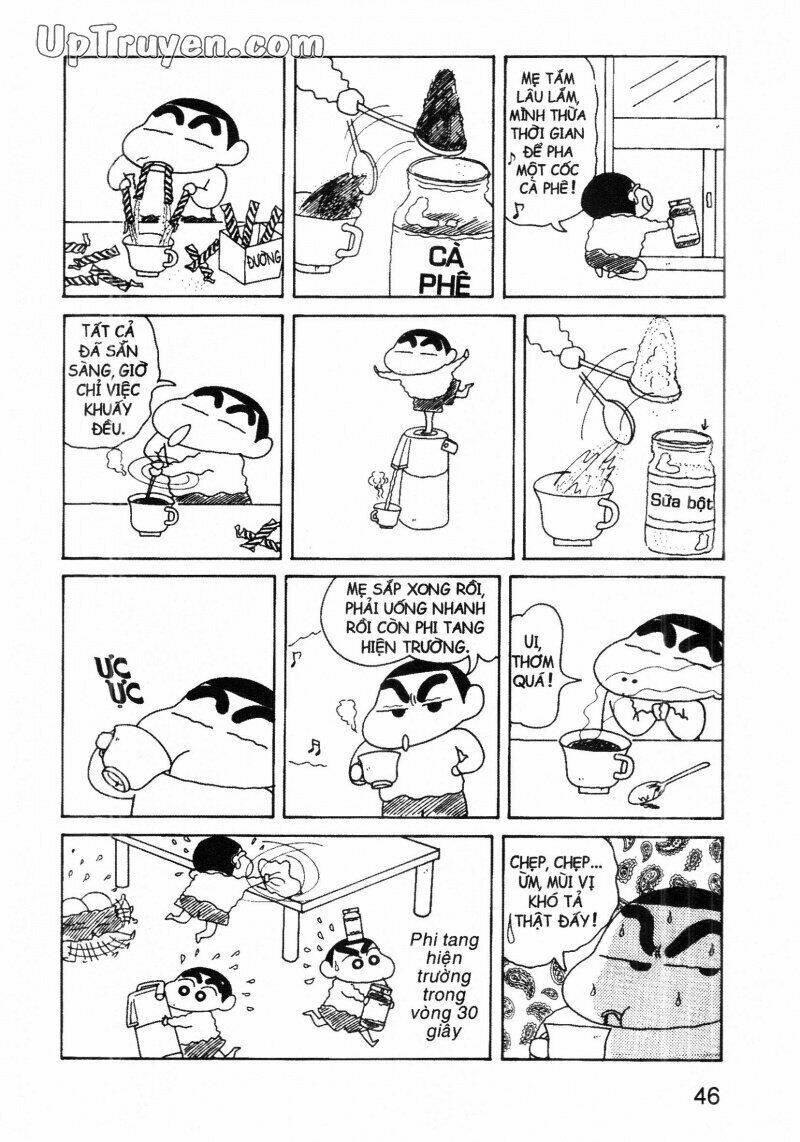 UpTruyen.com
MẸ TẮM
LÂU LẮM,
MÌNH THỪA
THỜI GIAN
ĐỂ PHA
MỘT CỐC
CÀ PHÊ!
CÀ
PHÊ
ĐƯỜNG
Sữa bột
TẤT CẢ
ĐÃ SẴN
SÀNG, GIỜ
CHỈ VIỆC
KHUẤY
ĐỀU.
UI,
THƠM
QUÁ!
MẸ SẮP XONG RỒI,
PHẢI UỐNG NHANH
RỒI CÒN PHI TANG
HIỆN TRƯỜNG.
ỰC
ỰC
CHẸP, CHẸP...
ỪM, MÙI VỊ
KHÓ TẢ
THẬT ĐẤY!
Phi tang
hiện
trường
trong
vòng 30
giây
46